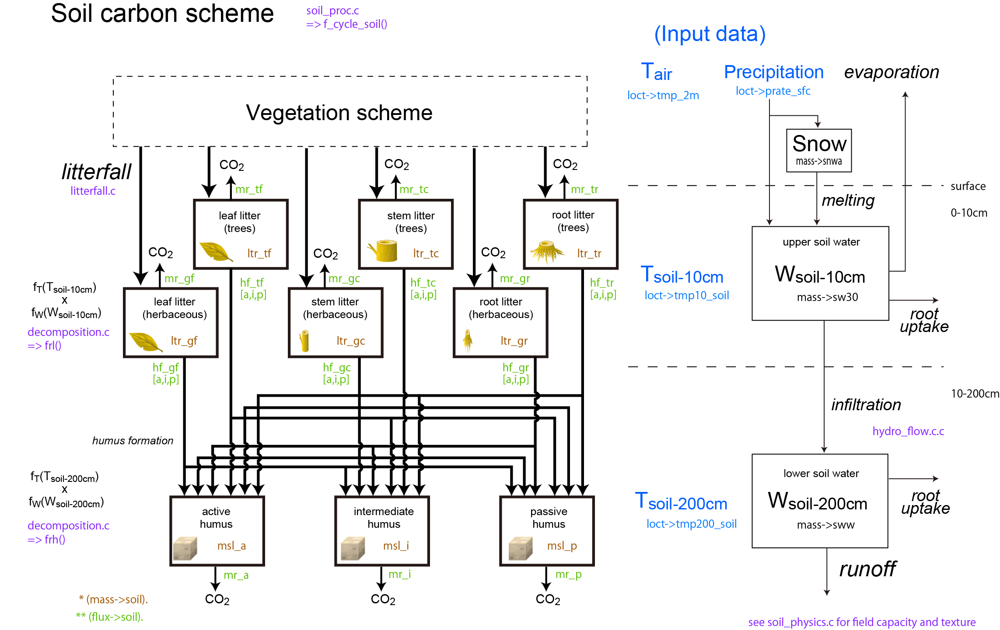 Soil carbon scheme
soil_proc.c
=> f_cycle_soil()
(Input data)
Tair
loct->tmp_2m
Precipitation
loct->prate_sfc
evaporation
Vegetation scheme
Snow
mass->snwa
litterfall
litterfall.c
CO2
mr_tf
CO2
mr_tc
CO2
mr_tr
surface
melting
0-10cm
leaf litter
(trees)
ltr_tf
stem litter
(trees)
ltr_tc
root litter
(trees)
ltr_tr
upper soil water
Wsoil-10cm
mass->sw30
Tsoil-10cm
loct->tmp10_soil
root
uptake
CO2
mr_gf
CO2
mr_gc
CO2
mr_gr
hf_tf
[a,i,p]
hf_tc
[a,i,p]
hf_tr
[a,i,p]
fT(Tsoil-10cm)
x
fW(Wsoil-10cm)
decomposition.c
=> frl()
leaf litter
(herbaceous)
ltr_gf
stem litter
(herbaceous)
ltr_gc
root litter
(herbaceous)
ltr_gr
hf_gf
[a,i,p]
hf_gc
[a,i,p]
hf_gr
[a,i,p]
10-200cm
infiltration
hydro_flow.c.c
humus formation
fT(Tsoil-200cm)
x
fW(Wsoil-200cm)
decomposition.c
=> frh()
active
humus
msl_a
intermediate
humus
msl_i
passive
humus
msl_p
Tsoil-200cm
loct->tmp200_soil
lower soil water
Wsoil-200cm
mass->sww
root
uptake
runoff
mr_a
CO2
mr_i
CO2
mr_p
CO2
* (mass->soil).
** (flux->soil).
see soil_physics.c for field capacity and texture